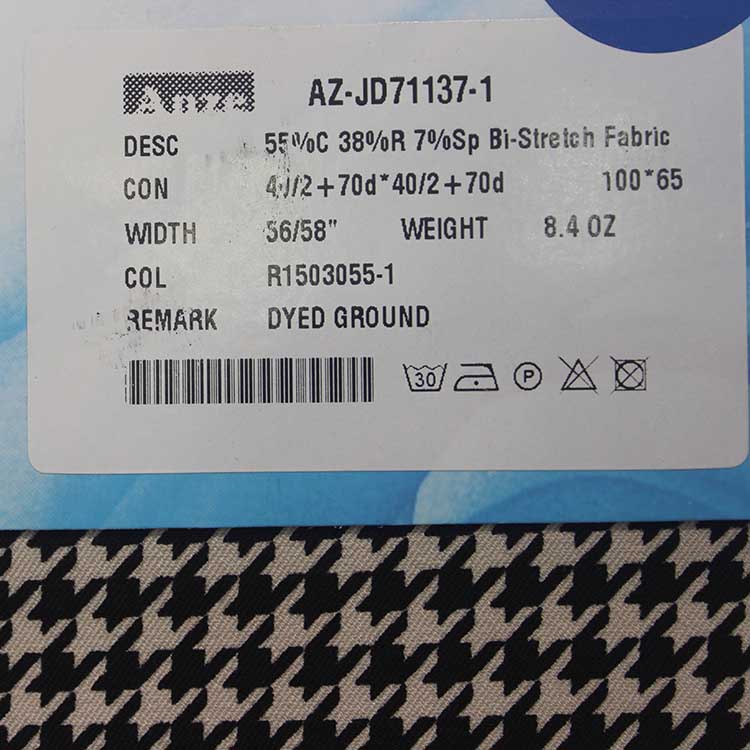 Anze AZ-JD71137-1
DESC 55%C 38%R 7%Sp Bi-Stretch Fabric
CON 40/2+70d*40/2+70d 100*65
WIDTH 56/58" WEIGHT 8.4 OZ
COL R1503055-1
REMARK DYED GROUND
30 P